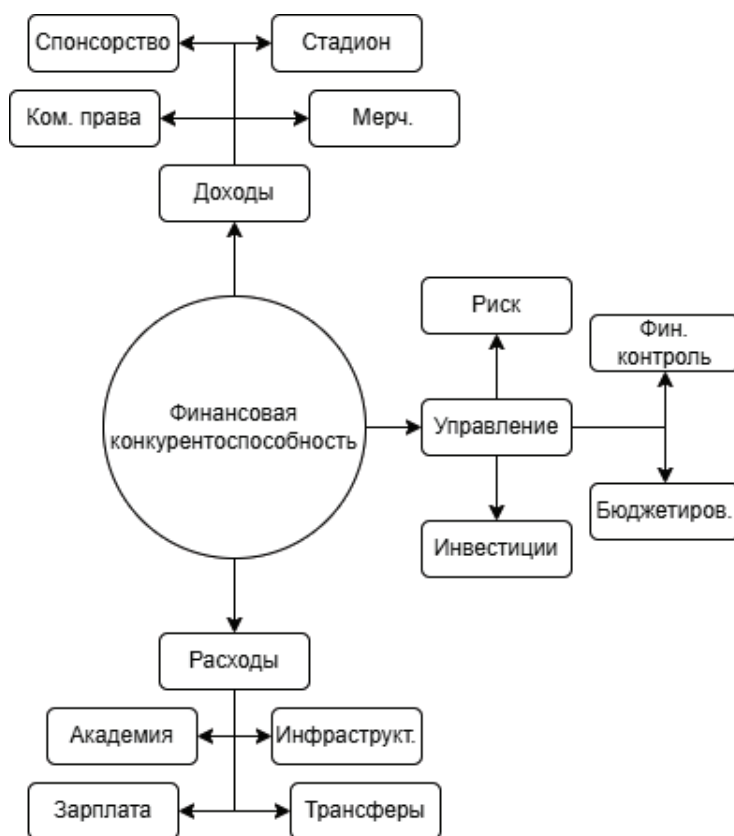 Спонсорство
Стадион
Ком. права
Мерч.
Доходы
Риск
Фин.
контроль
Финансовая
конкурентоспособность
Управление
Бюджетиров.
Инвестиции
Расходы
Академия
Инфраструкт.
Зарплата
Трансферы